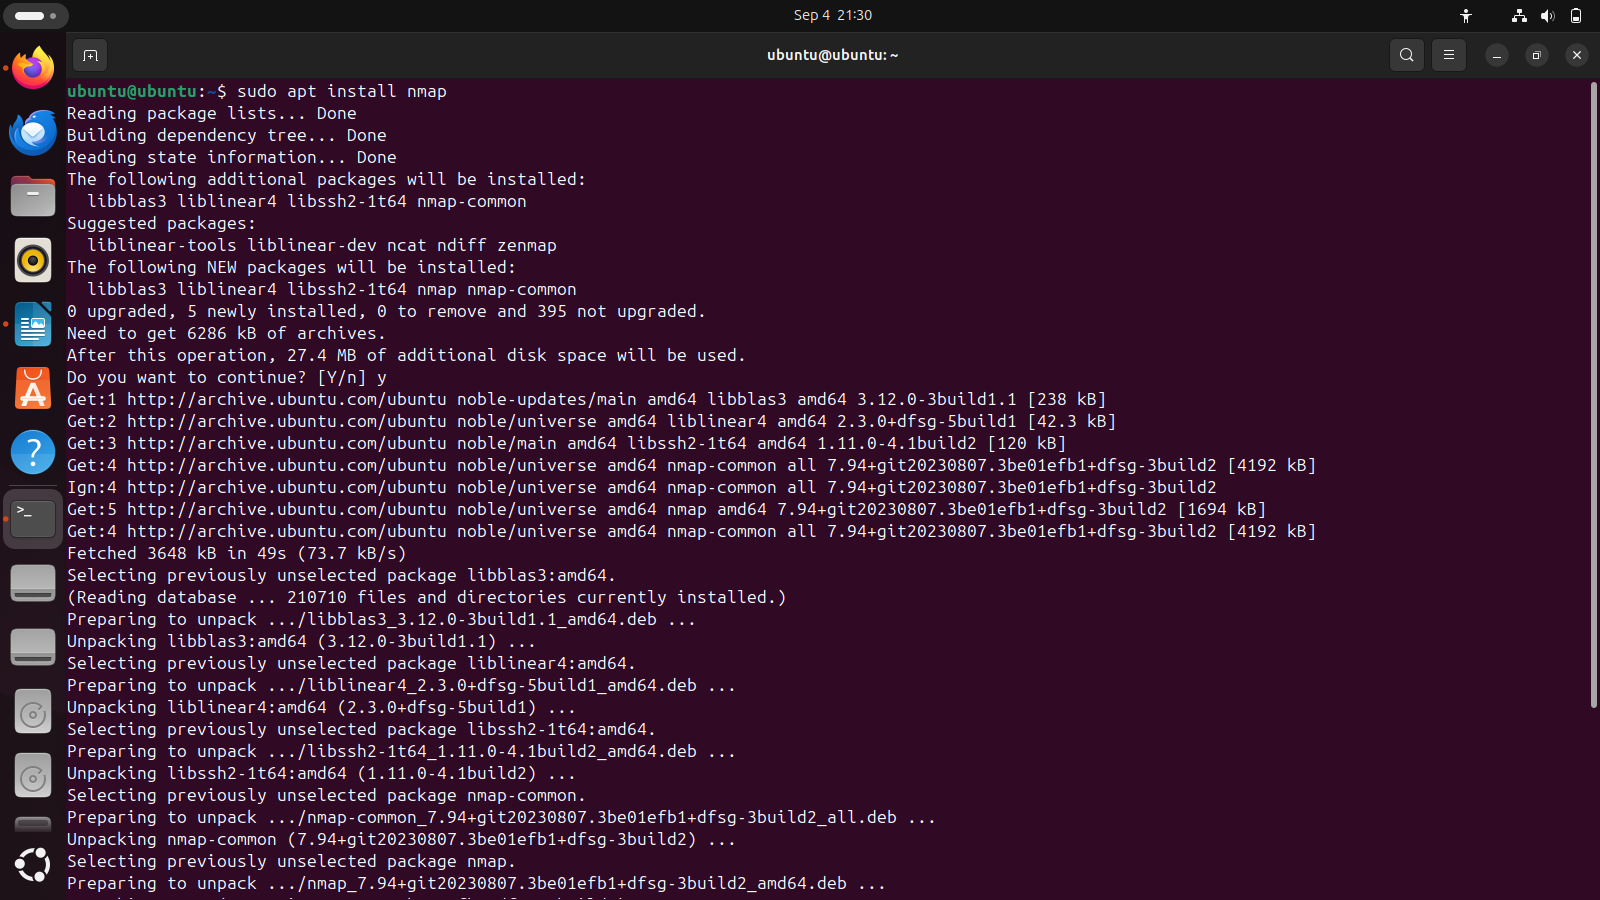 Sep 4 21:30
ubuntu@ubuntu: ~
ubuntu@ubuntu:~$ sudo apt install nmap
Reading package lists... Done
Building dependency tree... Done
Reading state information... Done
The following additional packages will be installed:
  libblas3 liblinear4 libssh2-1t64 nmap-common
Suggested packages:
  liblinear-tools liblinear-dev ncat ndiff zenmap
The following NEW packages will be installed:
  libblas3 liblinear4 libssh2-1t64 nmap nmap-common
0 upgraded, 5 newly installed, 0 to remove and 395 not upgraded.
Need to get 6286 kB of archives.
After this operation, 27.4 MB of additional disk space will be used.
Do you want to continue? [Y/n] y
Get:1 http://archive.ubuntu.com/ubuntu noble-updates/main amd64 libblas3 amd64 3.12.0-3build1.1 [238 kB]
Get:2 http://archive.ubuntu.com/ubuntu noble/universe amd64 liblinear4 amd64 2.3.0+dfsg-5build1 [42.3 kB]
Get:3 http://archive.ubuntu.com/ubuntu noble/main amd64 libssh2-1t64 amd64 1.11.0-4.1build2 [120 kB]
Get:4 http://archive.ubuntu.com/ubuntu noble/universe amd64 nmap-common all 7.94+git20230807.3be01efb1+dfsg-3build2 [4192 kB]
Ign:4 http://archive.ubuntu.com/ubuntu noble/universe amd64 nmap-common all 7.94+git20230807.3be01efb1+dfsg-3build2
Get:5 http://archive.ubuntu.com/ubuntu noble/universe amd64 nmap amd64 7.94+git20230807.3be01efb1+dfsg-3build2 [1694 kB]
Get:4 http://archive.ubuntu.com/ubuntu noble/universe amd64 nmap-common all 7.94+git20230807.3be01efb1+dfsg-3build2 [4192 kB]
Fetched 3648 kB in 49s (73.7 kB/s)
Selecting previously unselected package libblas3:amd64.
(Reading database ... 210710 files and directories currently installed.)
Preparing to unpack .../libblas3_3.12.0-3build1.1_amd64.deb ...
Unpacking libblas3:amd64 (3.12.0-3build1.1) ...
Selecting previously unselected package liblinear4:amd64.
Preparing to unpack .../liblinear4_2.3.0+dfsg-5build1_amd64.deb ...
Unpacking liblinear4:amd64 (2.3.0+dfsg-5build1) ...
Selecting previously unselected package libssh2-1t64:amd64.
Preparing to unpack .../libssh2-1t64_1.11.0-4.1build2_amd64.deb ...
Unpacking libssh2-1t64:amd64 (1.11.0-4.1build2) ...
Selecting previously unselected package nmap-common.
Preparing to unpack .../nmap-common_7.94+git20230807.3be01efb1+dfsg-3build2_all.deb ...
Unpacking nmap-common (7.94+git20230807.3be01efb1+dfsg-3build2) ...
Selecting previously unselected package nmap.
Preparing to unpack .../nmap_7.94+git20230807.3be01efb1+dfsg-3build2_amd64.deb ...